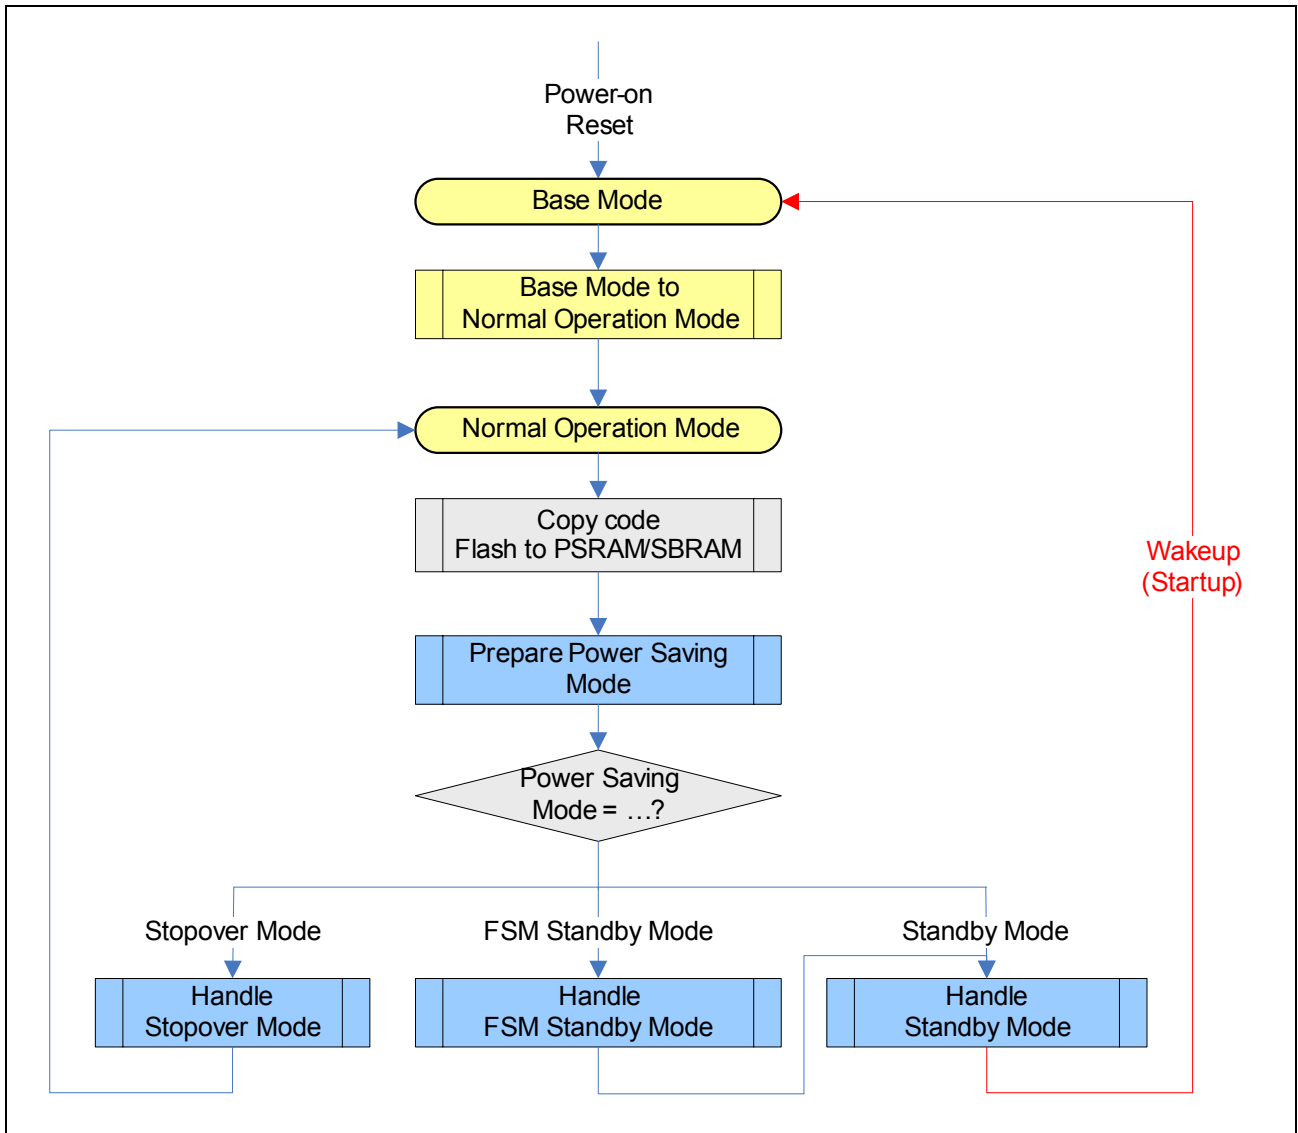 Power-on
Reset
Base Mode
Base Mode to
Normal Operation Mode
Normal Operation Mode
Copy code
Flash to PSRAM/SBRAM
Wakeup
(Startup)
Prepare Power Saving
Mode
Power Saving
Mode = ...?
Stopover Mode
FSM Standby Mode
Standby Mode
Handle
Stopover Mode
Handle
FSM Standby Mode
Handle
Standby Mode